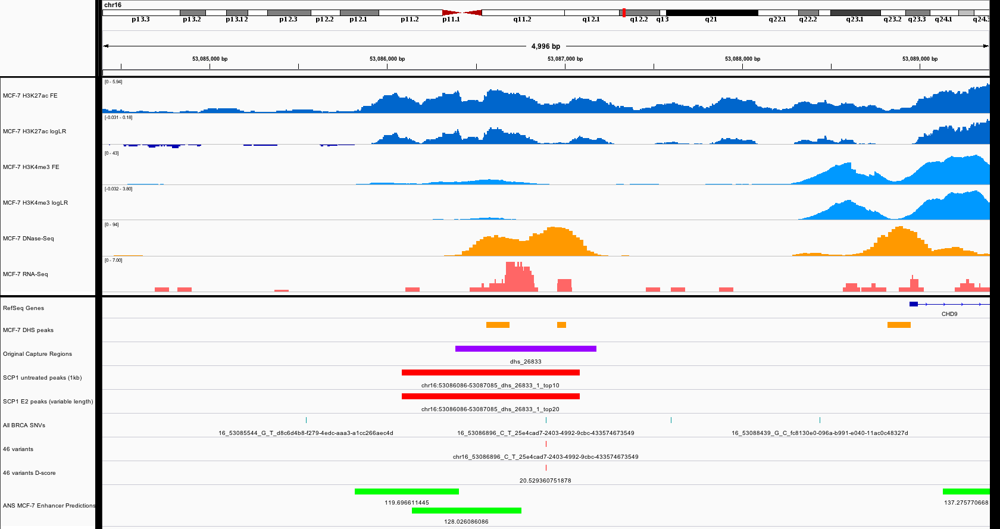 chr16
p13.3 p13.2 p13.12 p12.3 p12.2 p12.1 p11.2 p11.1 q11.2 q12.1 q12.2 q13 q21 q22.1 q22.2 q23.1 q23.2 q23.3 q24.1 q24.3
4,996 bp
53,085,000 bp 53,086,000 bp 53,087,000 bp 53,088,000 bp 53,089,000 bp
[0 - 5.94]
MCF-7 H3K27ac FE
[-0.031 - 0.18]
MCF-7 H3K27ac logLR
[0 - 43]
MCF-7 H3K4me3 FE
[-0.032 - 3.80]
MCF-7 H3K4me3 logLR
[0 - 94]
MCF-7 DNase-Seq
[0 - 7.00]
MCF-7 RNA-Seq
RefSeq Genes
CHD9
MCF-7 DHS peaks
Original Capture Regions
dhs_26833
SCP1 untreated peaks (1kb)
chr16:53086086-53087085_dhs_26833_1_top10
SCP1 E2 peaks (variable length)
chr16:53086086-53087085_dhs_26833_1_top20
All BRCA SNVs
16_53085544_G_T_d8c6d4b8-f279-4edc-aaa3-a1cc266aec4d 16_53086896_C_T_25e4cad7-2403-4992-9cbc-433574673549 16_53088439_G_C_fc8130e0-096a-b991-e040-11ac0c48327d
46 variants
chr16_53086896_C_T_25e4cad7-2403-4992-9cbc-433574673549
46 variants D-score
20.529360751878
ANS MCF-7 Enhancer Predictions
119.696611445 137.275770668
128.026086086